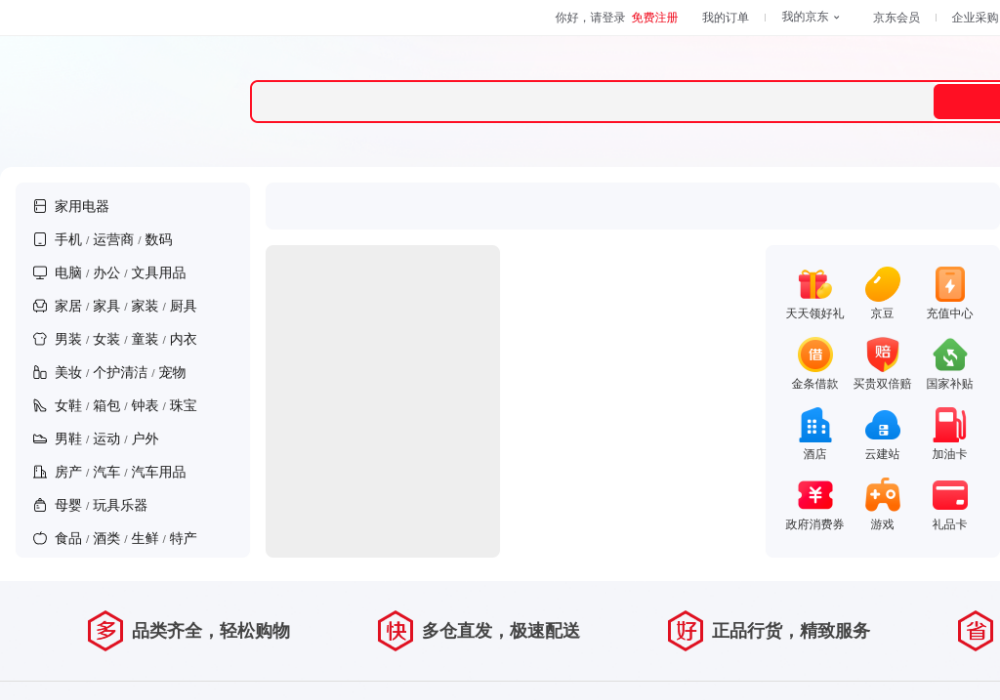 你好，请登录 免费注册 我的订单 我的京东 京东会员 企业采购
家用电器
手机 / 运营商 / 数码
电脑 / 办公 / 文具用品
家居 / 家具 / 家装 / 厨具
男装 / 女装 / 童装 / 内衣
美妆 / 个护清洁 / 宠物
女鞋 / 箱包 / 钟表 / 珠宝
男鞋 / 运动 / 户外
房产 / 汽车 / 汽车用品
母婴 / 玩具乐器
食品 / 酒类 / 生鲜 / 特产
天天领好礼 京豆 充值中心
借 赔
金条借款 买贵双倍赔 国家补贴
酒店 云建站 加油卡
¥
政府消费券 游戏 礼品卡
多 品类齐全，轻松购物 快 多仓直发，极速配送 好 正品行货，精致服务 省